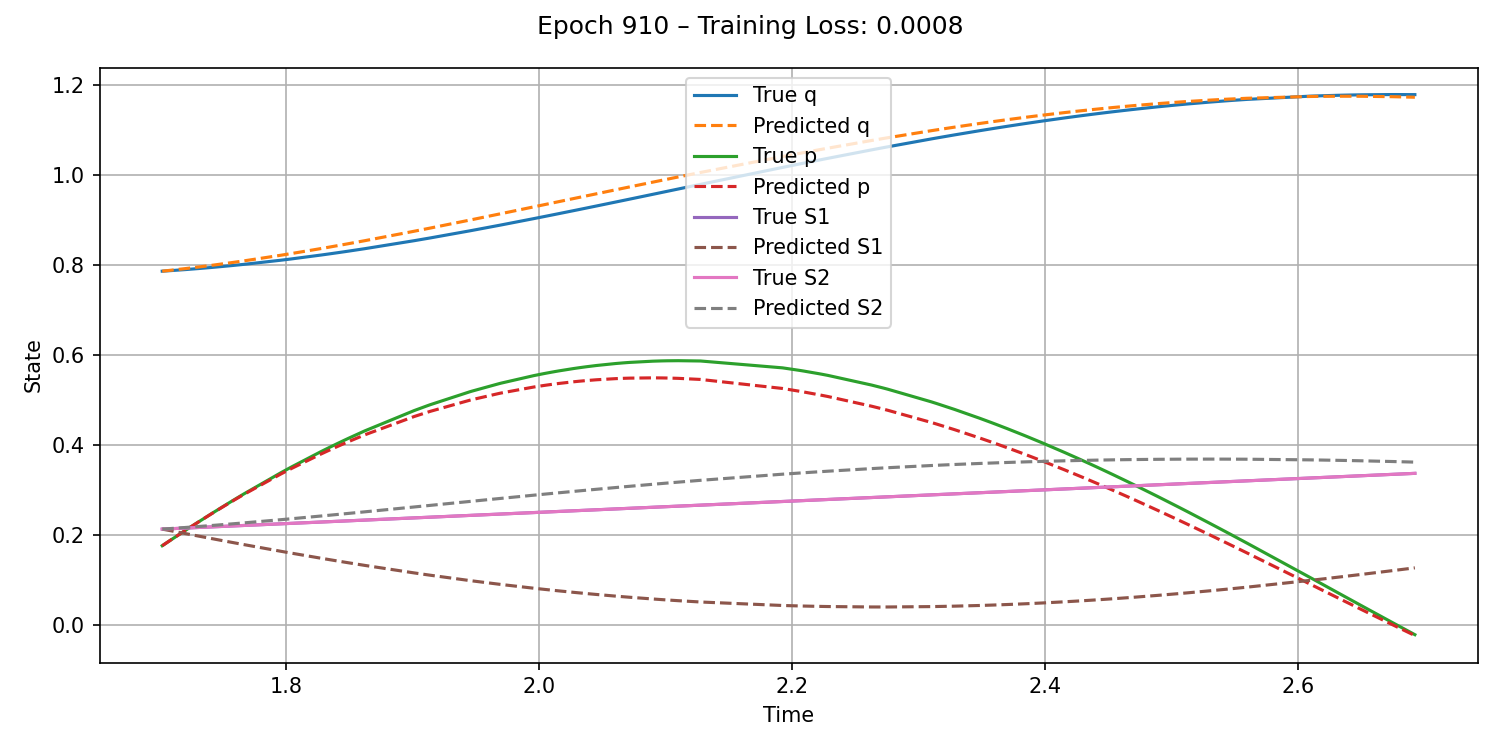 Epoch 910 – Training Loss: 0.0008
1.2
1.0
0.8
0.6
0.4
0.2
0.0
State
True q
Predicted q
True p
Predicted p
True S1
Predicted S1
True S2
Predicted S2
1.8
2.0
2.2
2.4
2.6
Time